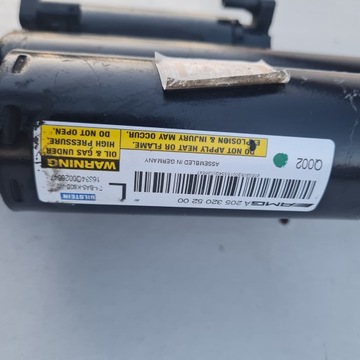 AMG A 205 320 52 00
L
BILSTEIN
Q002
ASSEMBLED IN GERMANY
WARNING
OIL & GAS UNDER
HIGH PRESSURE.
DO NOT OPEN.
DO NOT APPLY HEAT OR FLAME.
EXPLOSION & INJURY MAY OCCUR.